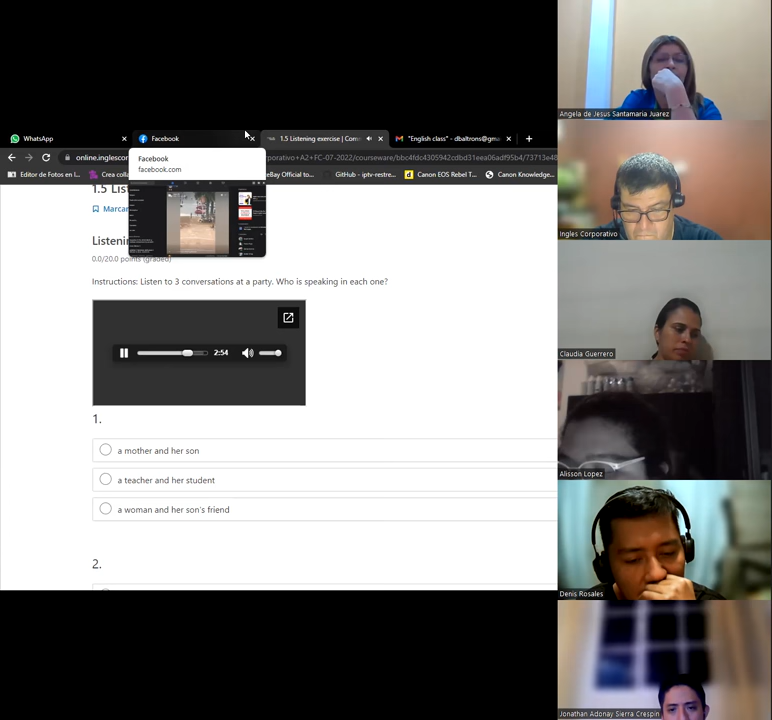 WhatsApp
Facebook
1.5 Listening exercise | Com
"English class" - dbaltrons@gma
online.inglescor
porativo+A2+FC-07-2022/courseware/bbc4fdc4305942cdbd31eea06adf95b4/73713e48
Facebook
facebook.com
Editor de Fotos en l...
Crea coll
eBay Official to...
GitHub - iptv-restre...
Canon EOS Rebel T...
Canon Knowledge...
1.5 Lis
Marcas
Listenin
0.0/20.0 points (graded)
Instructions: Listen to 3 conversations at a party. Who is speaking in each one?
2:54
1.
a mother and her son
a teacher and her student
a woman and her son's friend
2.
Angela de Jesus Santamaria Juarez
Ingles Corporativo
Claudia Guerrero
Alisson Lopez
Denis Rosales
Jonathan Adonay Sierra Crespin